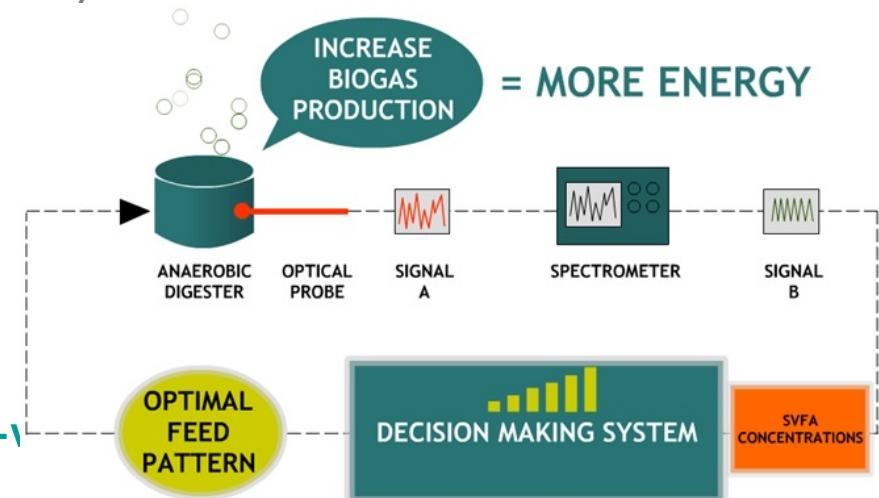 INCREASE
BIOGAS
PRODUCTION
= MORE ENERGY
ANAEROBIC
DIGESTER
OPTICAL
PROBE
SIGNAL
A
SPECTROMETER
SIGNAL
B
OPTIMAL
FEED
PATTERN
DECISION MAKING SYSTEM
SVFA
CONCENTRATIONS